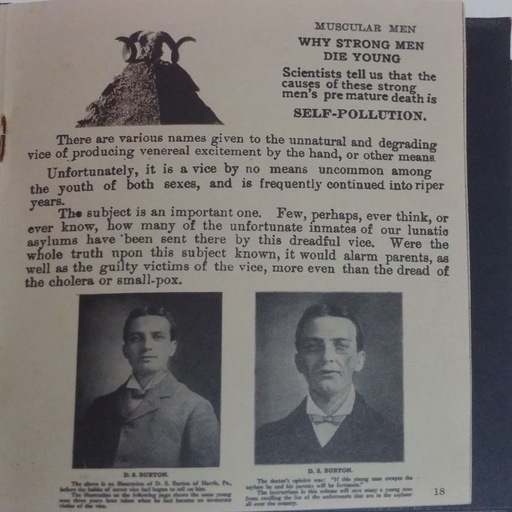 MUSCULAR MEN
WHY STRONG MEN
DIE YOUNG
Scientists tell us that the
causes of these strong
men's premature death is
SELF-POLLUTION.
There are various names given to the unnatural and degrading
vice of producing venereal excitement by the hand, or other means.
Unfortunately, it is a vice by no means uncommon among
the youth of both sexes, and is frequently continued into riper
years.
The subject is an important one. Few, perhaps, ever think, or
ever know, how many of the unfortunate inmates of our lunatic
asylums have been sent there by this dreadful vice. Were the
whole truth upon this subject known, it would alarm parents, as
well as the guilty victims of the vice, more even than the dread of
the cholera or small-pox.
D. S. BURTON.
The above is an illustration of D. S. Burton of Pa.,
before the habits of secret vice had begun to tell on him.
The illustration on the following page shows the same young
man three years later when he had become an inveterate
victim of the vice.
D. S. BURTON.
The doctor's opinion was: "If this young man escapes the
asylum he and his parents will be fortunate."
The instructions in this volume will save many a young man
from swelling the list of the unfortunates that are in the asylums
all over the country.
18